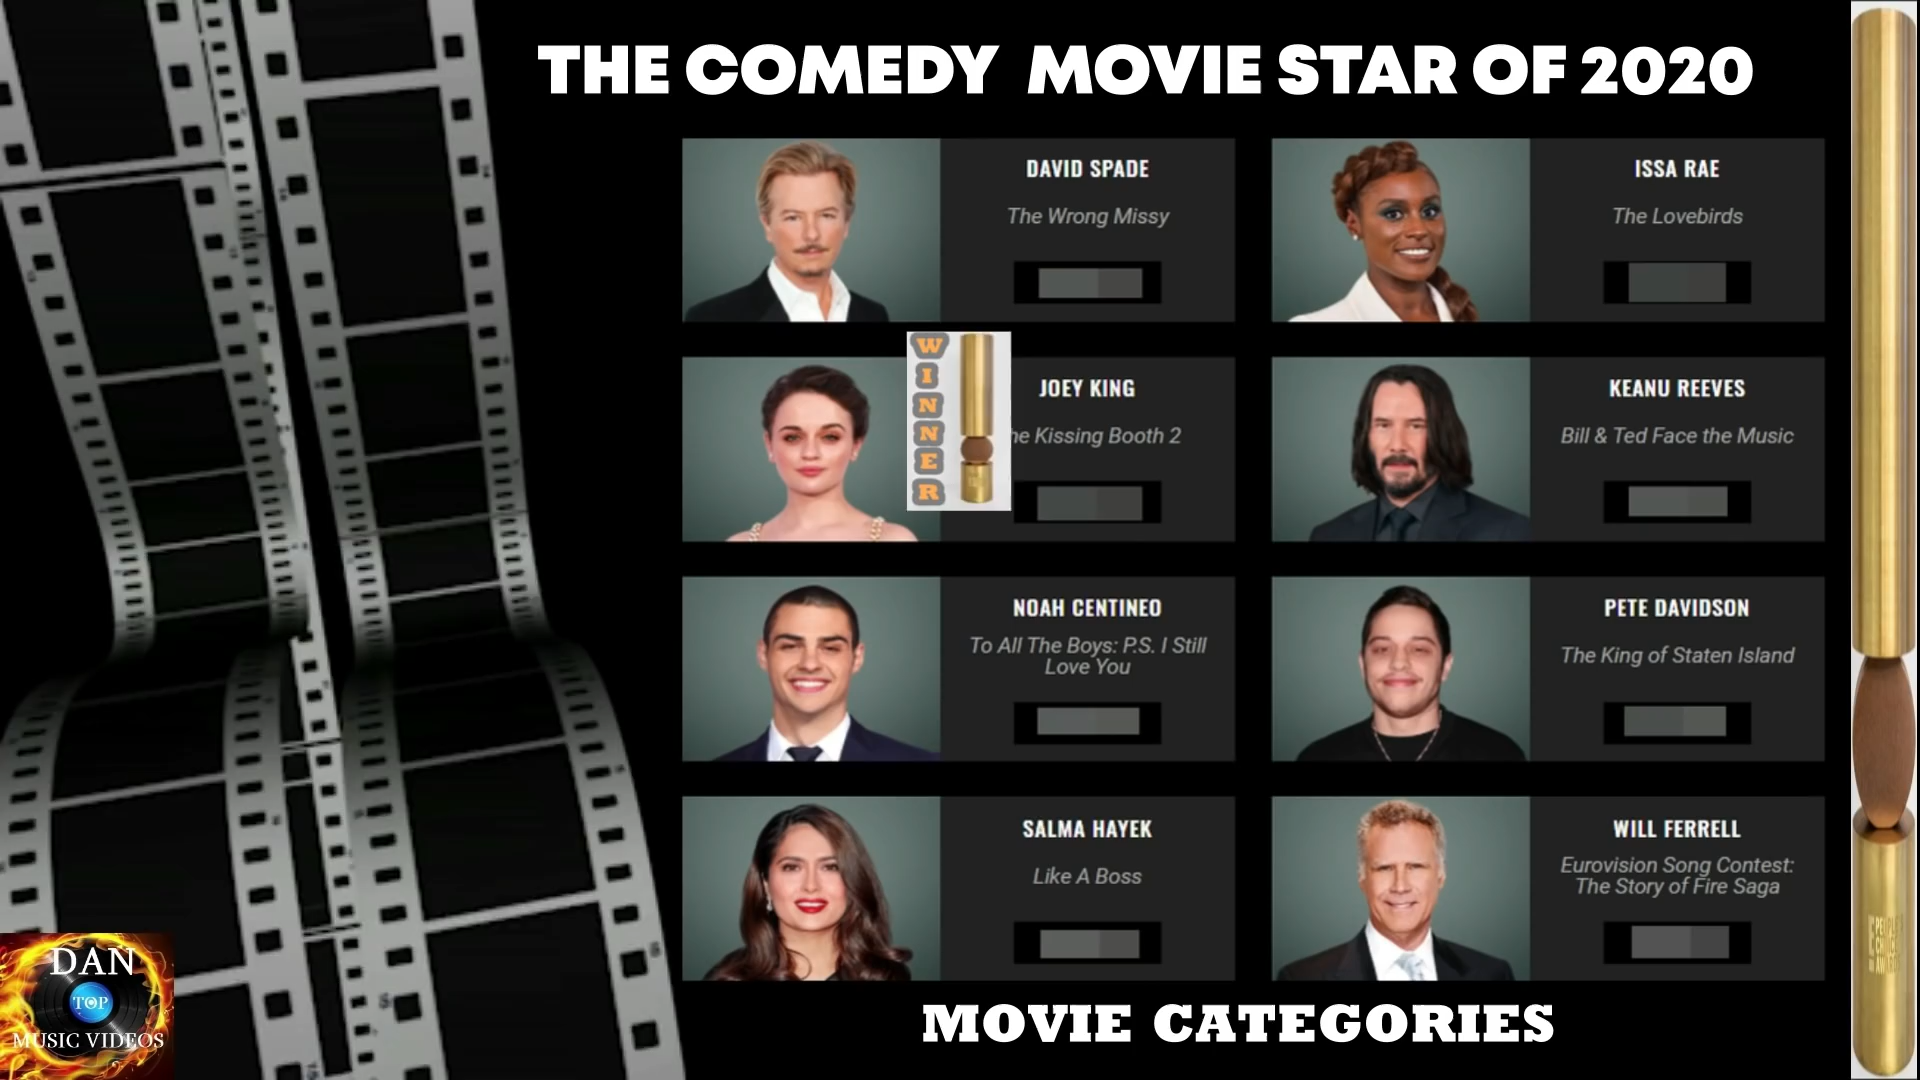 THE COMEDY MOVIE STAR OF 2020
DAVID SPADE
The Wrong Missy
ISSA RAE
The Lovebirds
WINNER
JOEY KING
he Kissing Booth 2
KEANU REEVES
Bill & Ted Face the Music
NOAH CENTINEO
To All The Boys: P.S. I Still
Love You
PETE DAVIDSON
The King of Staten Island
SALMA HAYEK
Like A Boss
WILL FERRELL
Eurovision Song Contest:
The Story of Fire Saga
MOVIE CATEGORIES
DAN
TOP
MUSIC VIDEOS